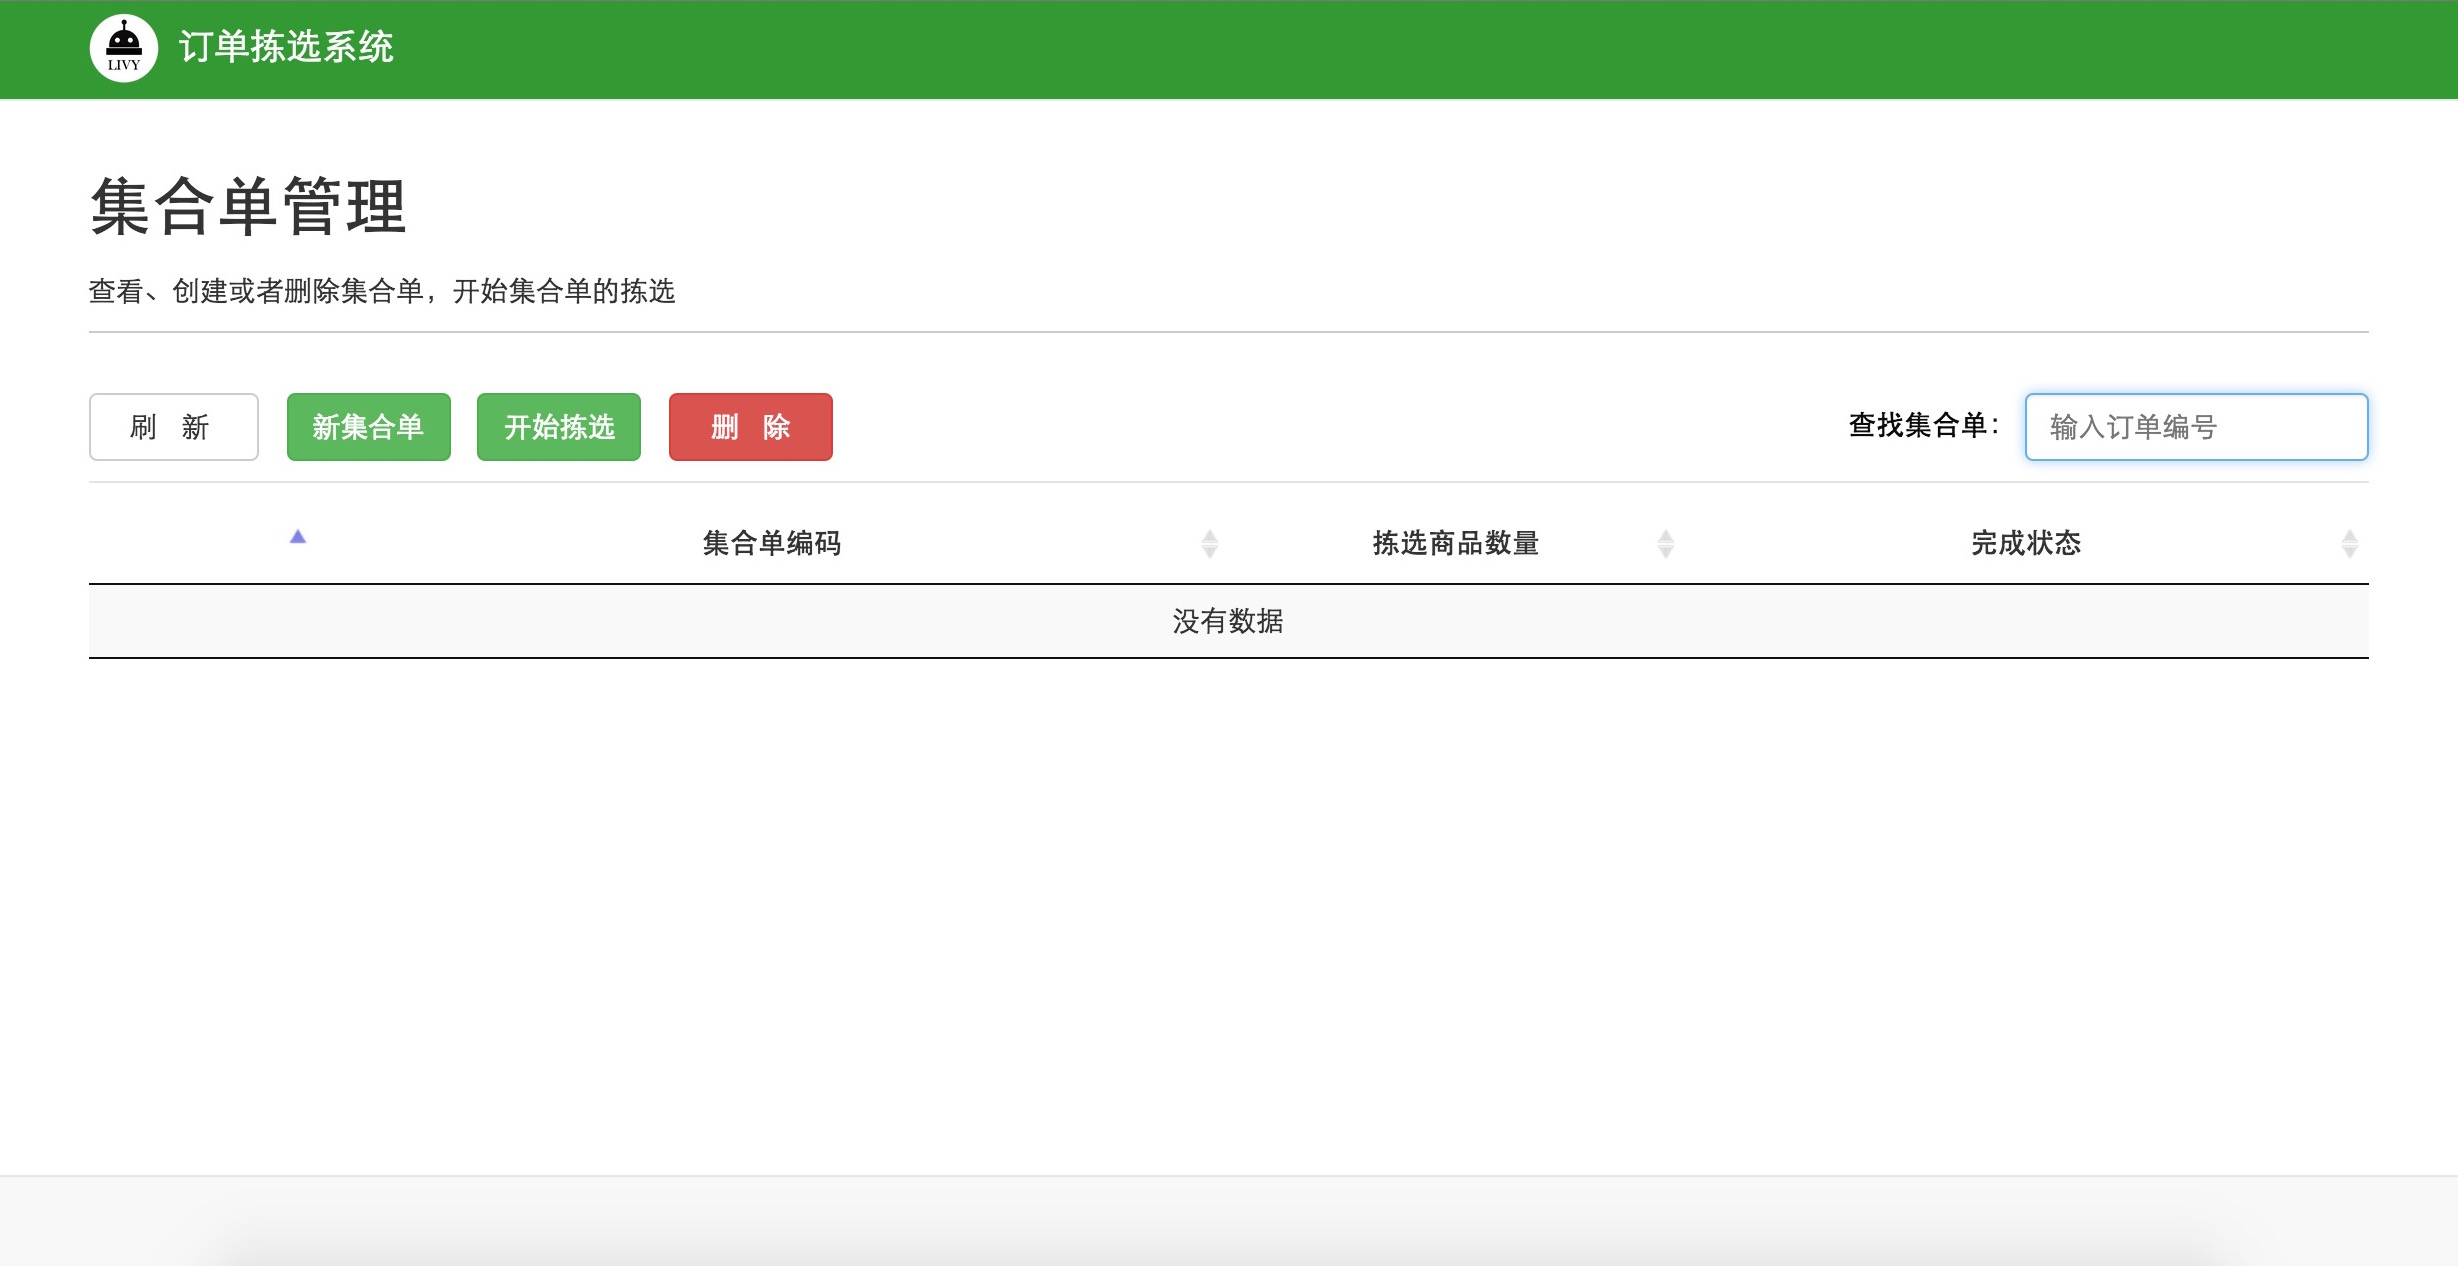 LIVY
订单拣选系统
集合单管理
查看、创建或者删除集合单，开始集合单的拣选
刷 新 新集合单 开始拣选 删 除 查找集合单： 输入订单编号
集合单编码 拣选商品数量 完成状态
没有数据